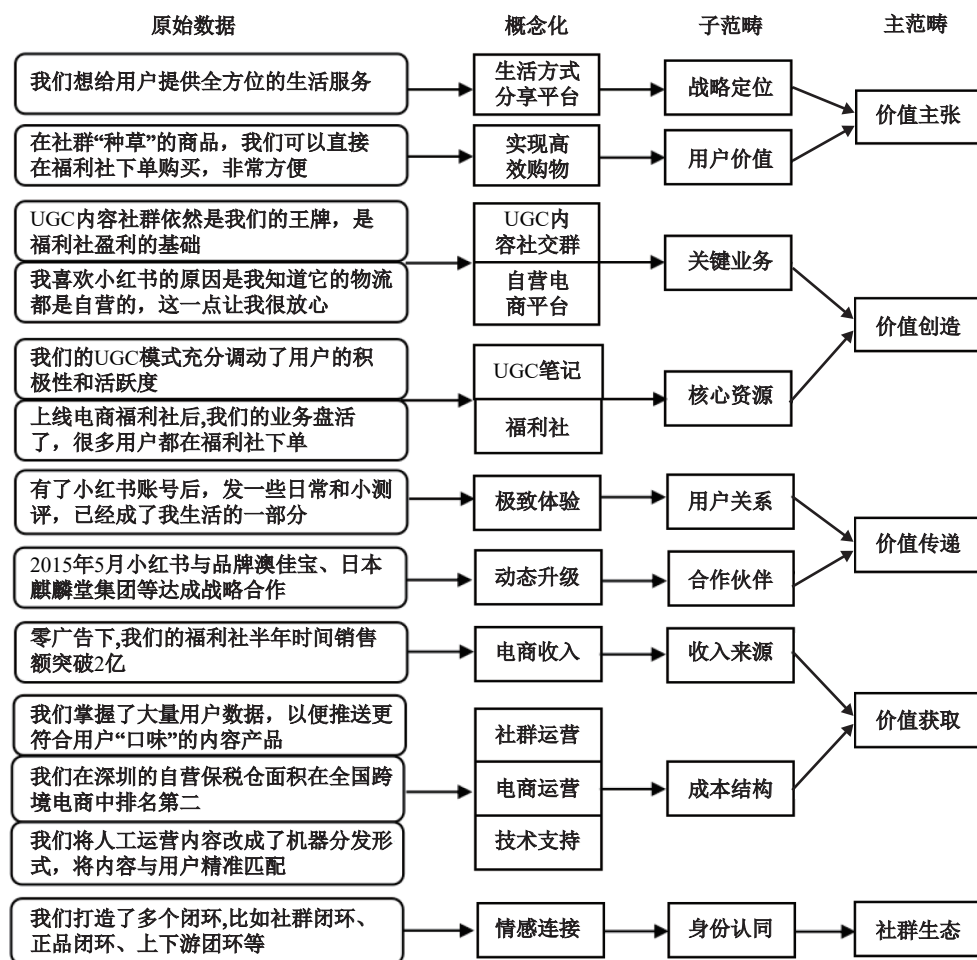 原始数据
概念化
子范畴
主范畴
我们想给用户提供全方位的生活服务
生活方式
分享平台
战略定位
价值主张
在社群“种草”的商品，我们可以直接
在福利社下单购买，非常方便
实现高
效购物
用户价值
UGC内容社群依然是我们的王牌，是
福利社盈利的基础
我喜欢小红书的原因是我知道它的物流
都是自营的，这一点让我很放心
UGC内
容社交群
自营电
商平台
关键业务
价值创造
我们的UGC模式充分调动了用户的积
极性和活跃度
上线电商福利社后,我们的业务盘活
了，很多用户都在福利社下单
UGC笔记
福利社
核心资源
有了小红书账号后，发一些日常和小测
评，已经成了我生活的一部分
极致体验
用户关系
价值传递
2015年5月小红书与品牌澳佳宝、日本
麒麟堂集团等达成战略合作
动态升级
合作伙伴
零广告下,我们的福利社半年时间销售
额突破2亿
电商收入
收入来源
价值获取
我们掌握了大量用户数据，以便推送更
符合用户“口味”的内容产品
我们在深圳的自营保税仓面积在全国跨
境电商中排名第二
我们将人工运营内容改成了机器分发形
式，将内容与用户精准匹配
社群运营
电商运营
技术支持
成本结构
我们打造了多个闭环,比如社群闭环、
正品闭环、上下游团环等
情感连接
身份认同
社群生态